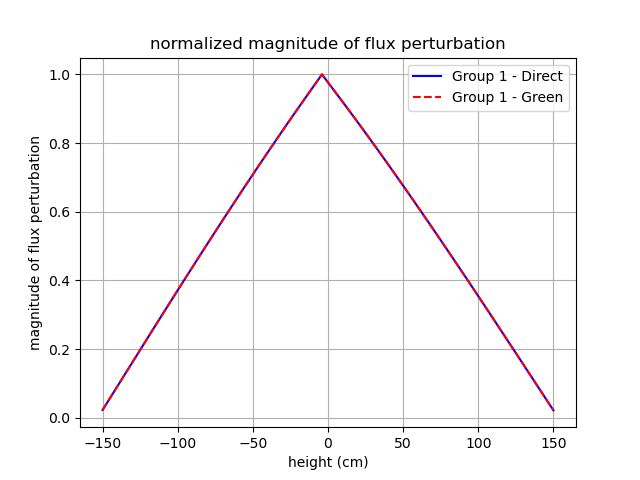 normalized magnitude of flux perturbation
Group 1 - Direct
Group 1 - Green
magnitude of flux perturbation
1.0
0.8
0.6
0.4
0.2
0.0
−150
−100
−50
0
50
100
150
height (cm)